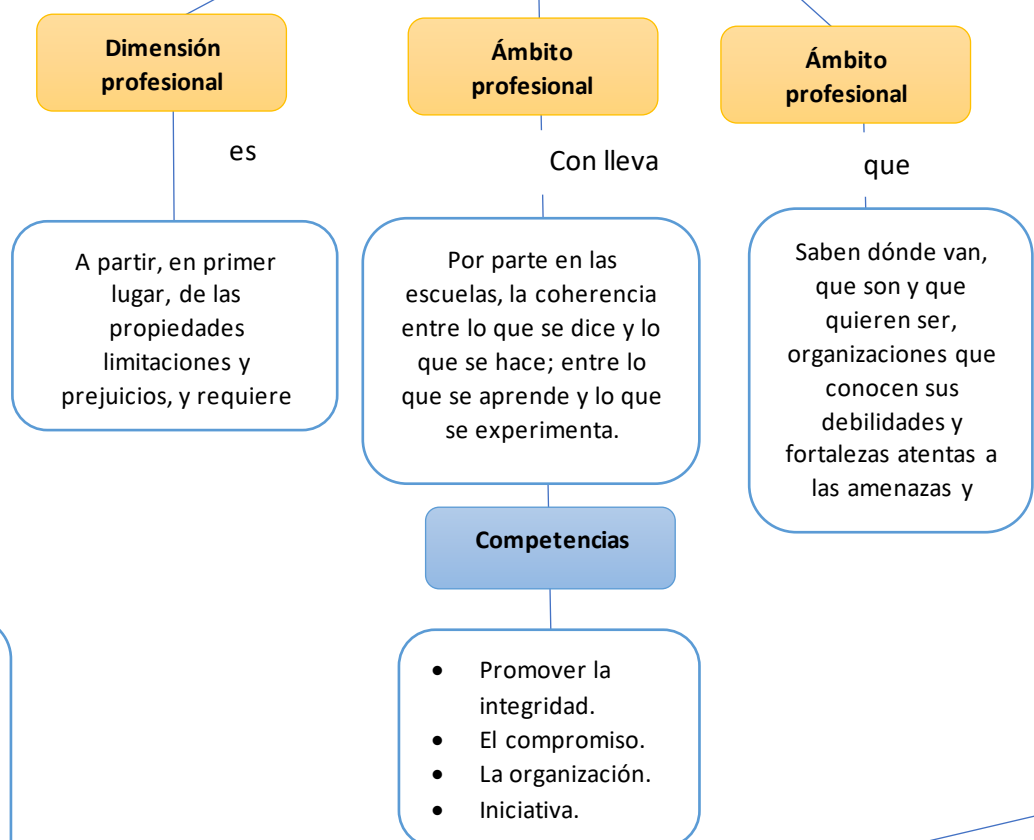 Dimensión
profesional
es
A partir, en primer
lugar, de las
propiedades
limitaciones y
prejuicios, y requiere
Ámbito
profesional
Con lleva
Por parte en las
escuelas, la coherencia
entre lo que se dice y lo
que se hace; entre lo
que se aprende y lo que
se experimenta.
Competencias
• Promover la
integridad.
• El compromiso.
• La organización.
• Iniciativa.
Ámbito
profesional
que
Saben dónde van,
que son y que
quieren ser,
organizaciones que
conocen sus
debilidades y
fortalezas atentas a
las amenazas y